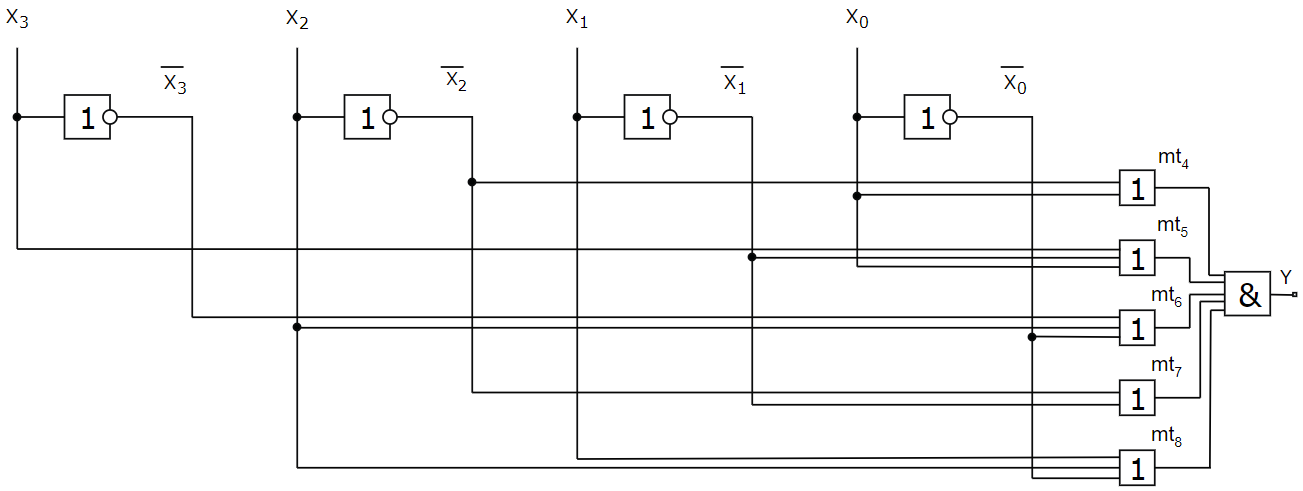 X₃ X₂ X₁ X₀
X̅₃ X̅₂ X̅₁ X̅₀
1 1 1 1
mt₄
1
mt₅
1
Y
&
mt₆
1
mt₇
1
mt₈
1